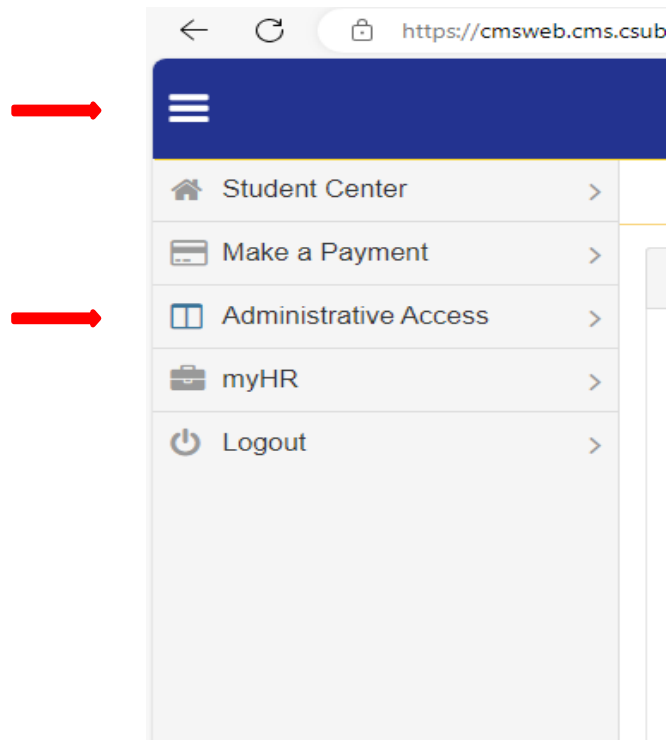 https://cmsweb.cms.csub
Student Center
Make a Payment
Administrative Access
myHR
Logout